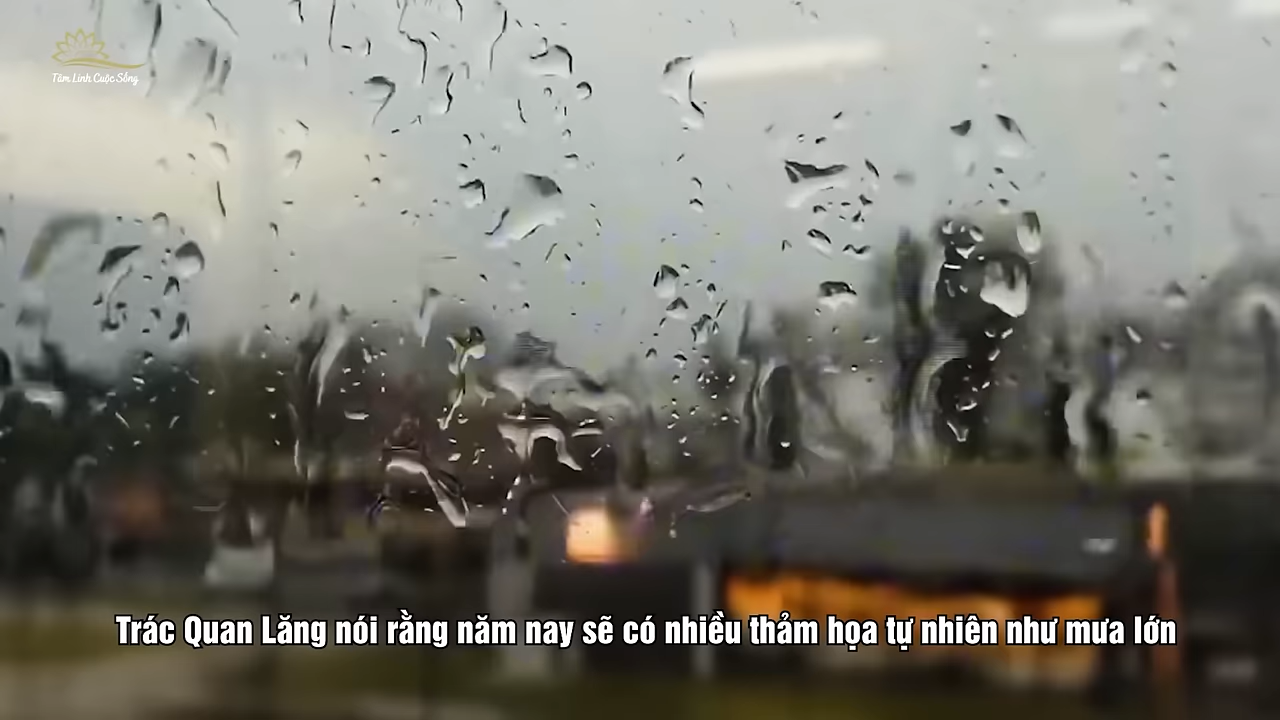 Tâm Linh Cuộc Sống
Trác Quan Lăng nói rằng năm nay sẽ có nhiều thảm họa tự nhiên như mưa lớn